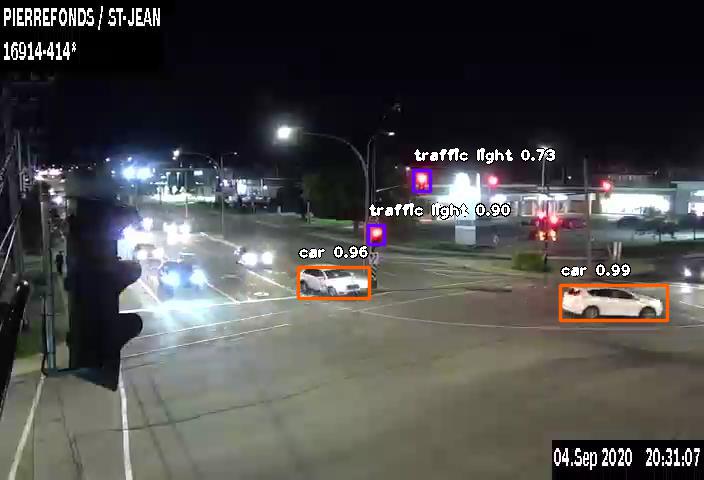 PIERREFONDS / ST-JEAN
16914-414*
traffic light 0.73
traffic light 0.90
car 0.96
car 0.99
04.Sep 2020 20:31:07